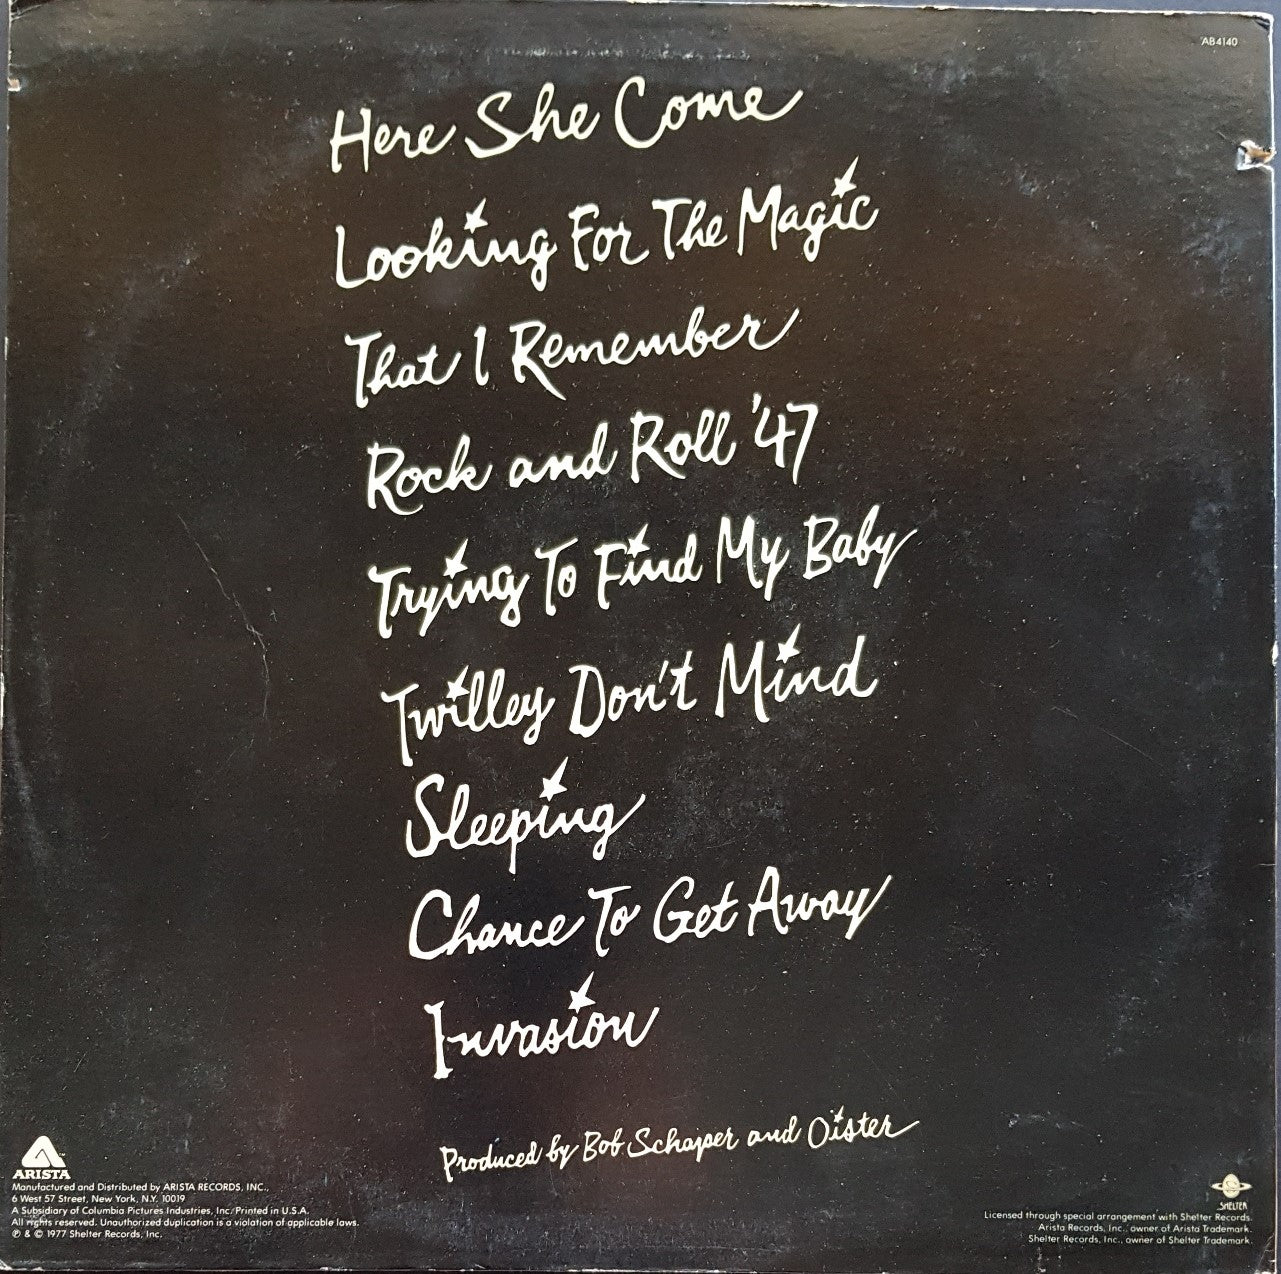 AB4140
Here She Come
Looking For The Magic
That I Remember
Rock and Roll '47
Trying To Find My Baby
Twilley Don't Mind
Sleeping
Chance To Get Away
Invasion
Produced by Bob Schaper and Oister
ARISTA
Manufactured and Distributed by ARISTA RECORDS, INC.,
6 West 57 Street, New York, N.Y. 10019
A Subsidiary of Columbia Pictures Industries, Inc./Printed in U.S.A.
All rights reserved. Unauthorized duplication is a violation of applicable laws.
℗ & © 1977 Shelter Records, Inc.
SHELTER
Licensed through special arrangement with Shelter Records.
Arista Records, Inc., owner of Arista Trademark.
Shelter Records, Inc., owner of Shelter Trademark.